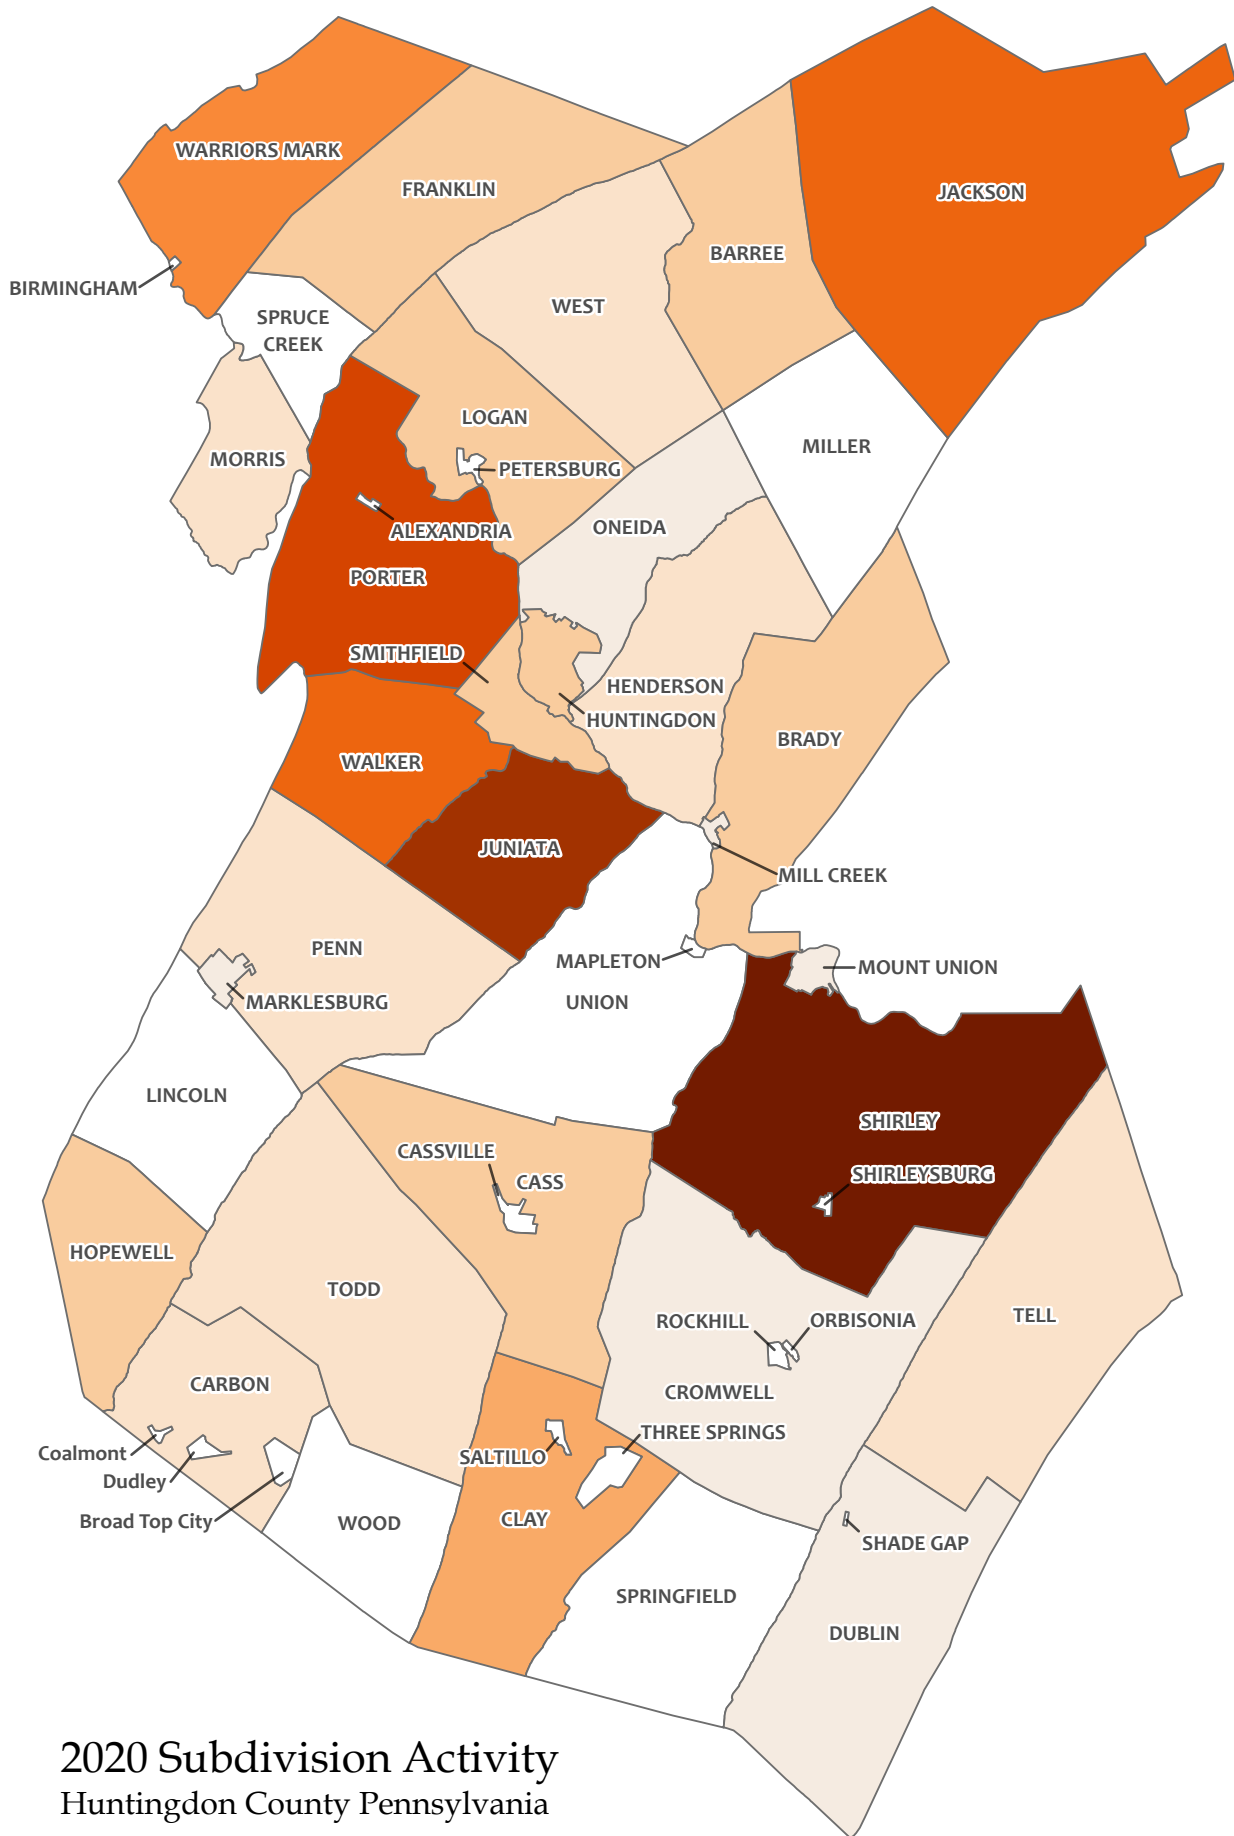 WARRIORS MARK
FRANKLIN
JACKSON
BARREE
BIRMINGHAM
WEST
SPRUCE
CREEK
LOGAN
MILLER
MORRIS
PETERSBURG
ONEIDA
ALEXANDRIA
PORTER
SMITHFIELD
HENDERSON
HUNTINGDON
BRADY
WALKER
JUNIATA
MILL CREEK
PENN
MAPLETON
MOUNT UNION
MARKLESBURG
UNION
LINCOLN
SHIRLEY
CASSVILLE
SHIRLEYSBURG
CASS
HOPEWELL
TODD
TELL
ROCKHILL
ORBISONIA
CARBON
CROMWELL
THREE SPRINGS
Coalmont
SALTILLO
Dudley
Broad Top City
WOOD
CLAY
SHADE GAP
SPRINGFIELD
DUBLIN
2020 Subdivision Activity
Huntingdon County Pennsylvania